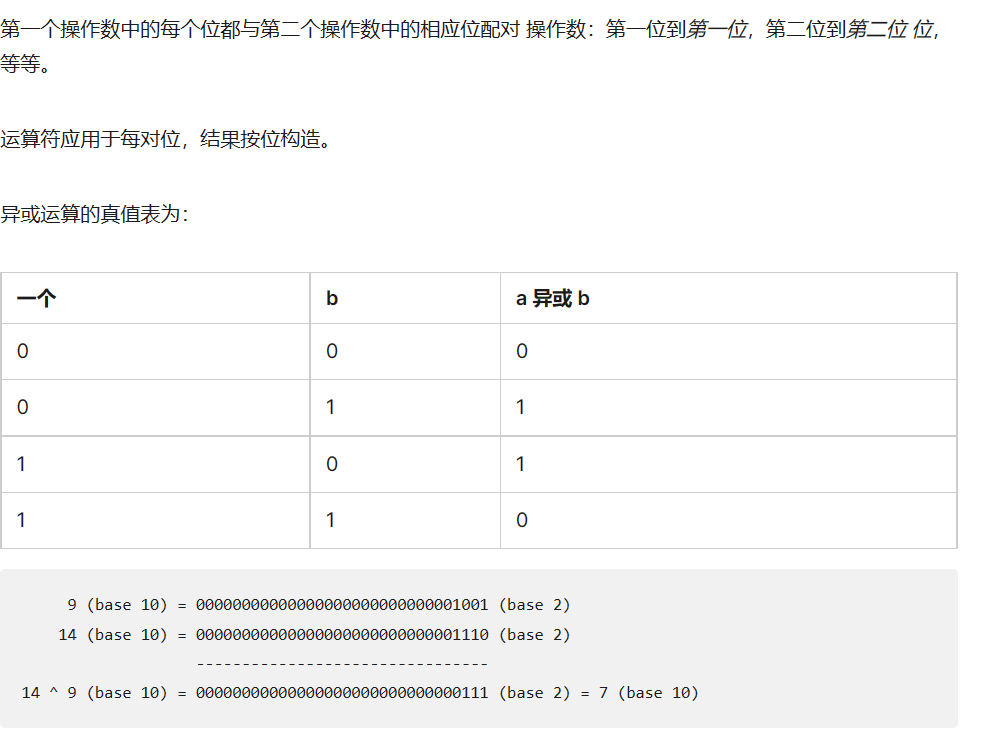 第一个操作数中的每个位都与第二个操作数中的相应位配对 操作数：第一位到第一位，第二位到第二位 位，
等等。
运算符应用于每对位，结果按位构造。
异或运算的真值表为：
一个 b a 异或 b
0 0 0
0 1 1
1 0 1
1 1 0
9 (base 10) = 00000000000000000000000000001001 (base 2)
14 (base 10) = 00000000000000000000000000001110 (base 2)
--------------------------------
14 ^ 9 (base 10) = 00000000000000000000000000000111 (base 2) = 7 (base 10)